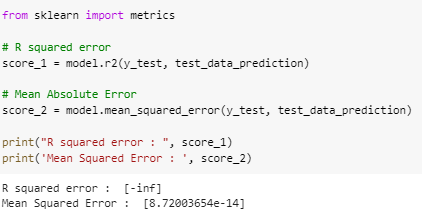 from sklearn import metrics
# R squared error
score_1 = model.r2(y_test, test_data_prediction)
# Mean Absolute Error
score_2 = model.mean_squared_error(y_test, test_data_prediction)
print("R squared error : ", score_1)
print('Mean Squared Error : ', score_2)
R squared error :  [-inf]
Mean Squared Error :  [8.72003654e-14]